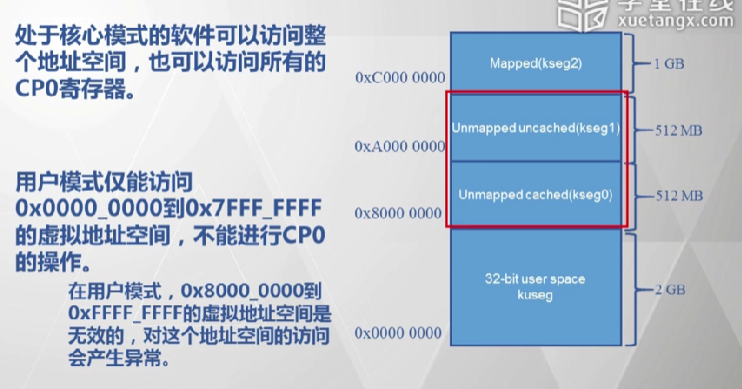 学堂在线
xuetangx.com
处于核心模式的软件可以访问整
个地址空间，也可以访问所有的
CP0寄存器。
用户模式仅能访问
0x0000_0000到0x7FFF_FFFF
的虚拟地址空间，不能进行CP0
的操作。
在用户模式，0x8000_0000到
0xFFFF_FFFF的虚拟地址空间是
无效的，对这个地址空间的访问
会产生异常。
Mapped(kseg2)
1 GB
0xC000 0000
Unmapped uncached(kseg1)
512 MB
0xA000 0000
Unmapped cached(kseg0)
512 MB
0x8000 0000
32-bit user space
kuseg
2 GB
0x0000 0000